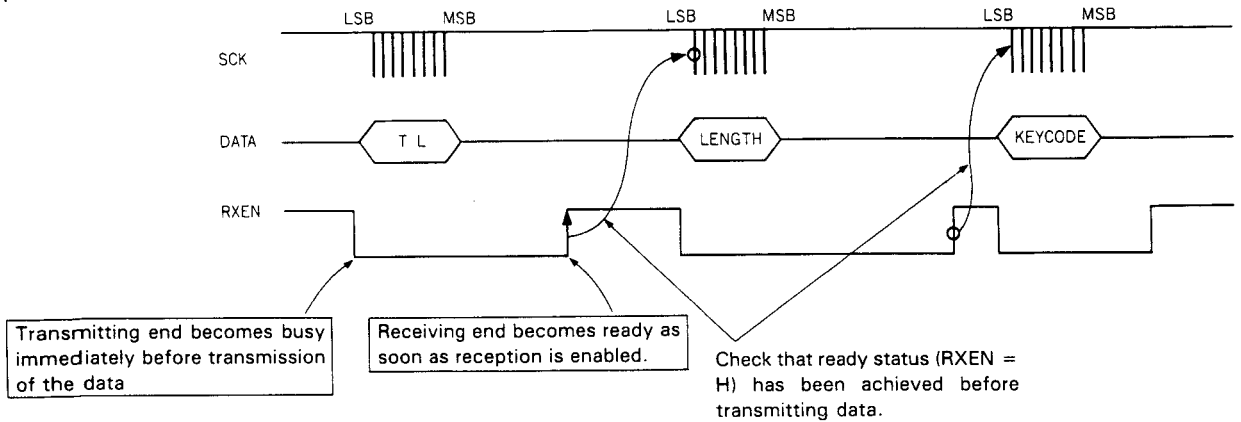 LSB MSB LSB MSB LSB MSB
SCK
DATA T L LENGTH KEYCODE
RXEN
Transmitting end becomes busy
immediately before transmission
of the data
Receiving end becomes ready as
soon as reception is enabled.
Check that ready status (RXEN =
H) has been achieved before
transmitting data.